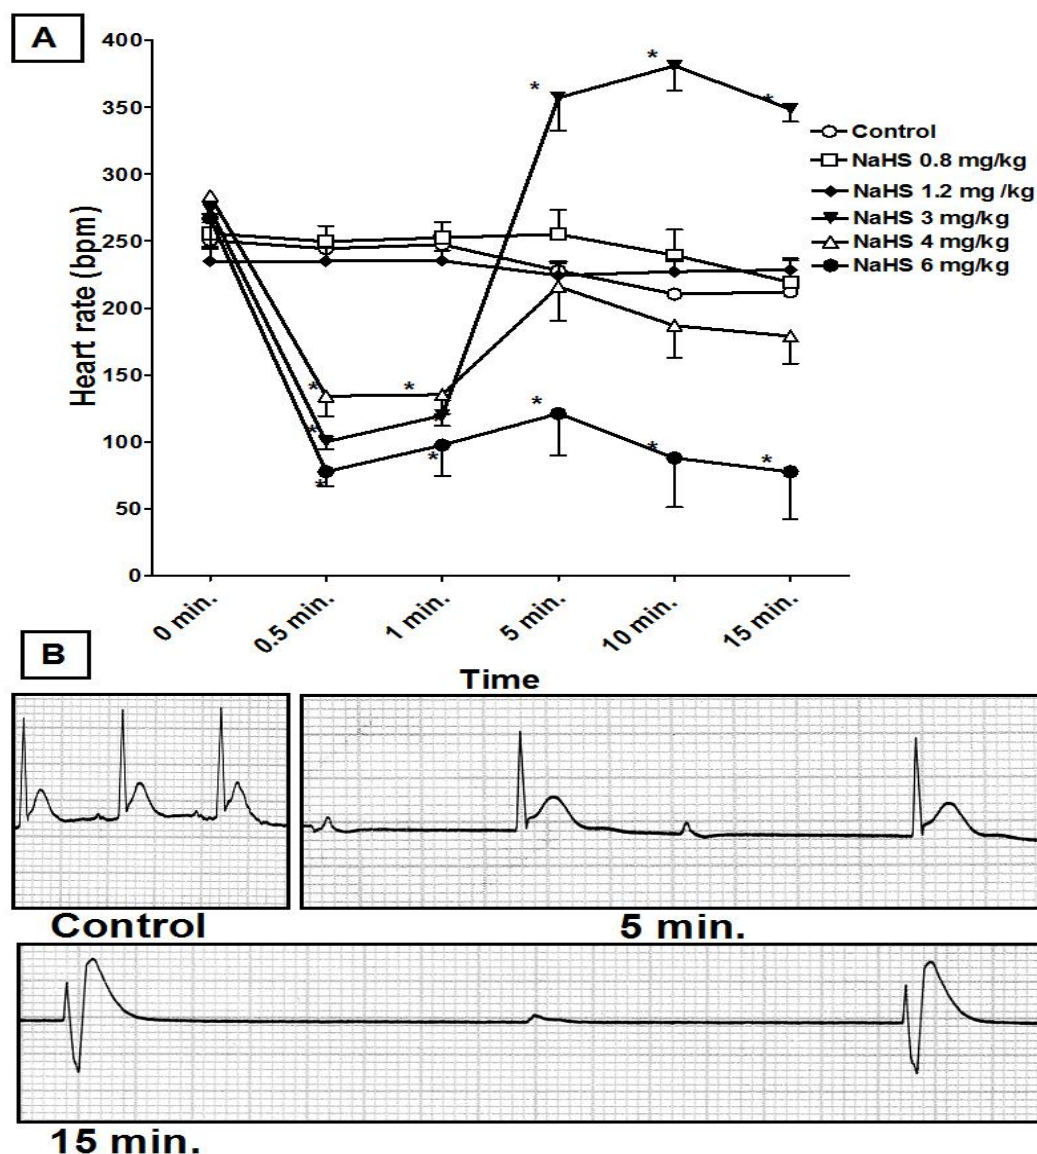 A
Heart rate (bpm)
400
350
300
250
200
150
100
50
0
* * * * * * * * * * * * *
0 min.
0.5 min.
1 min.
5 min.
10 min.
15 min.
Time
Control
NaHS 0.8 mg/kg
NaHS 1.2 mg /kg
NaHS 3 mg/kg
NaHS 4 mg/kg
NaHS 6 mg/kg
B
Control
5 min.
15 min.